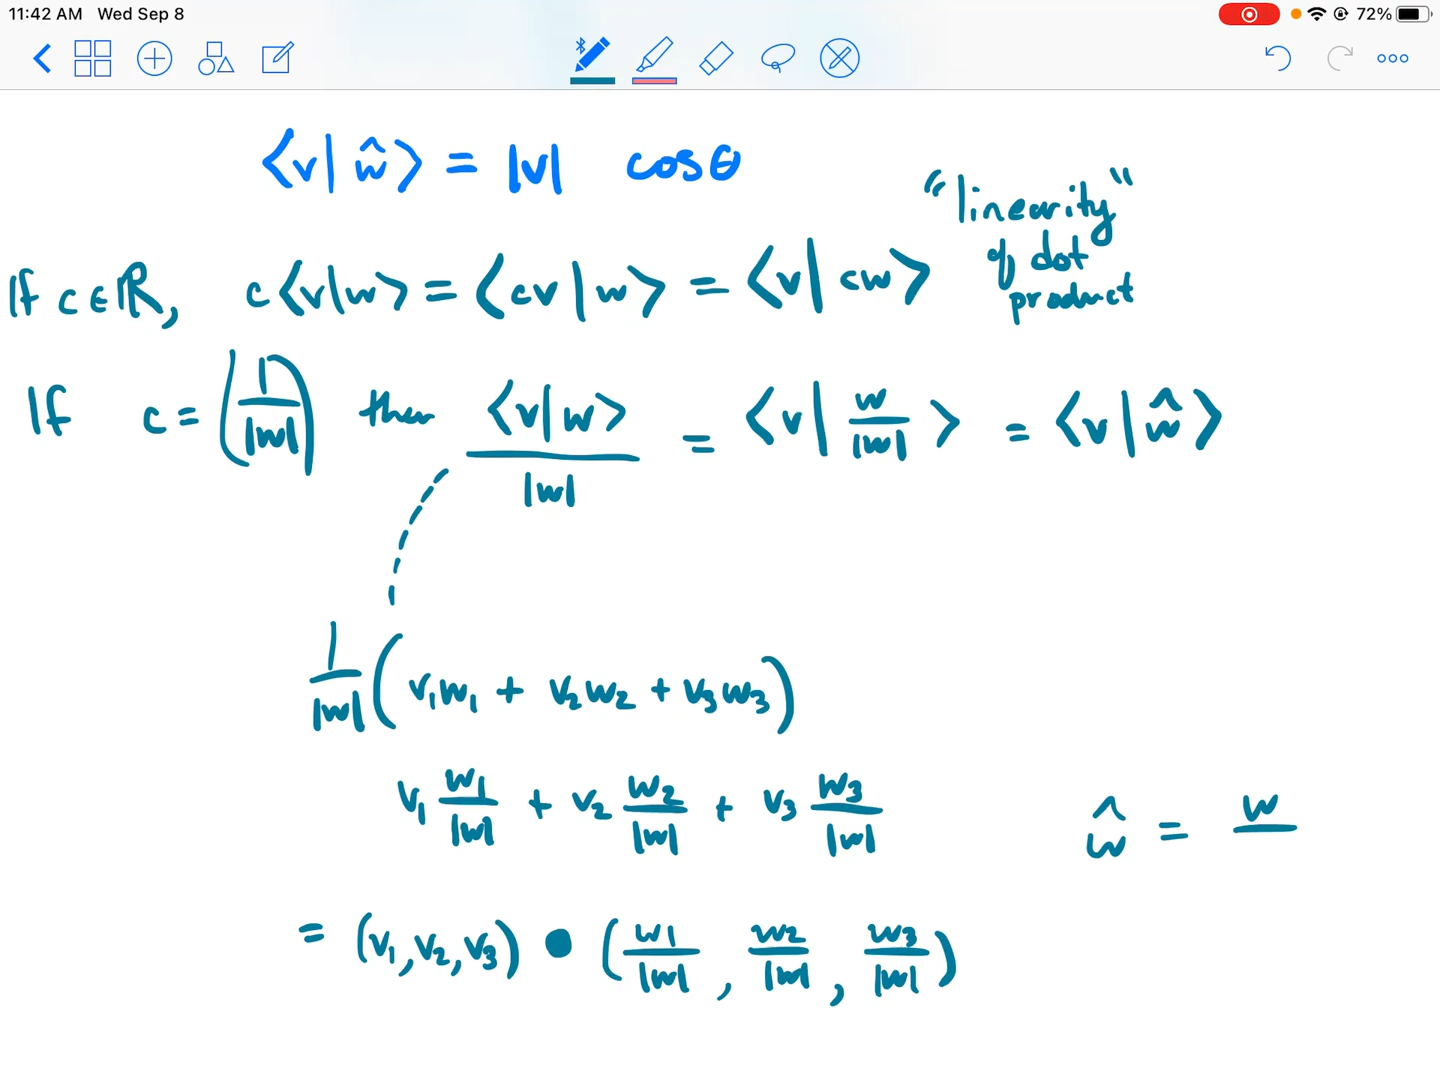 11:42 AM Wed Sep 8 72%
⟨v|ŵ⟩ = |v| cosθ
"linearity"
of dot
product
If c∈ℝ, c⟨v|w⟩ = ⟨cv|w⟩ = ⟨v|cw⟩
If c = (1/|w|) then ⟨v|w⟩/|w| = ⟨v| w/|w| ⟩ = ⟨v|ŵ⟩
1/|w| (v₁w₁ + v₂w₂ + v₃w₃)
v₁ w₁/|w| + v₂ w₂/|w| + v₃ w₃/|w|
ŵ = w
= (v₁, v₂, v₃) • (w₁/|w|, w₂/|w|, w₃/|w|)